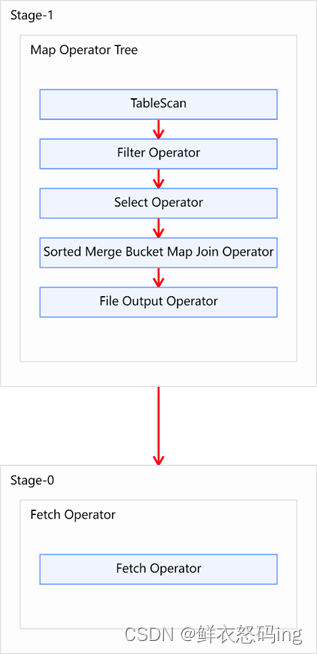 Stage-1
Map Operator Tree
TableScan
Filter Operator
Select Operator
Sorted Merge Bucket Map Join Operator
File Output Operator
Stage-0
Fetch Operator
Fetch Operator
CSDN @鲜衣怒码ing